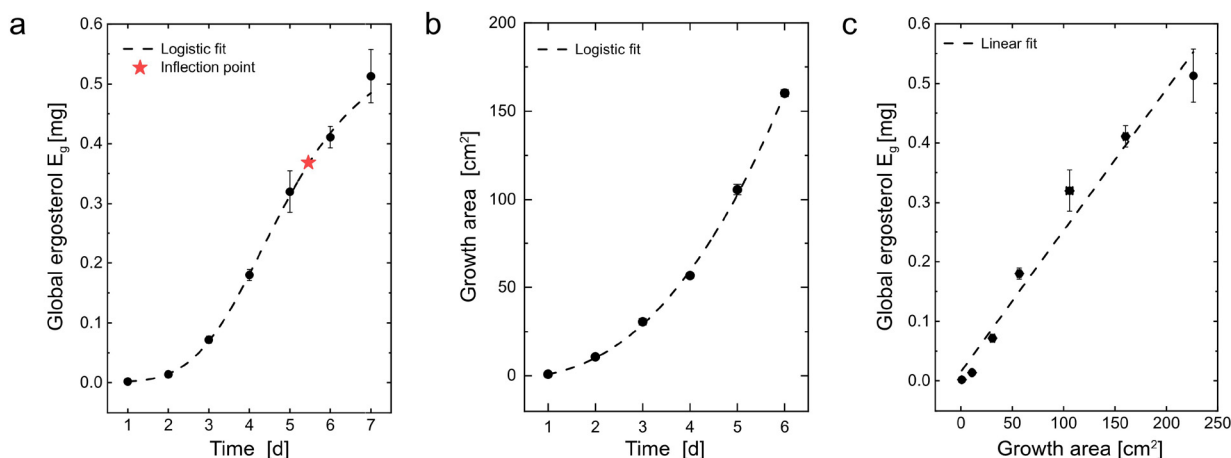 a
Global ergosterol E_g [mg]
0.6
0.5
0.4
0.3
0.2
0.1
0.0
Logistic fit
Inflection point
1 2 3 4 5 6 7
Time [d]
b
Growth area [cm²]
200
150
100
50
0
Logistic fit
1 2 3 4 5 6
Time [d]
c
Global ergosterol E_g [mg]
0.6
0.5
0.4
0.3
0.2
0.1
0.0
Linear fit
0 50 100 150 200 250
Growth area [cm²]